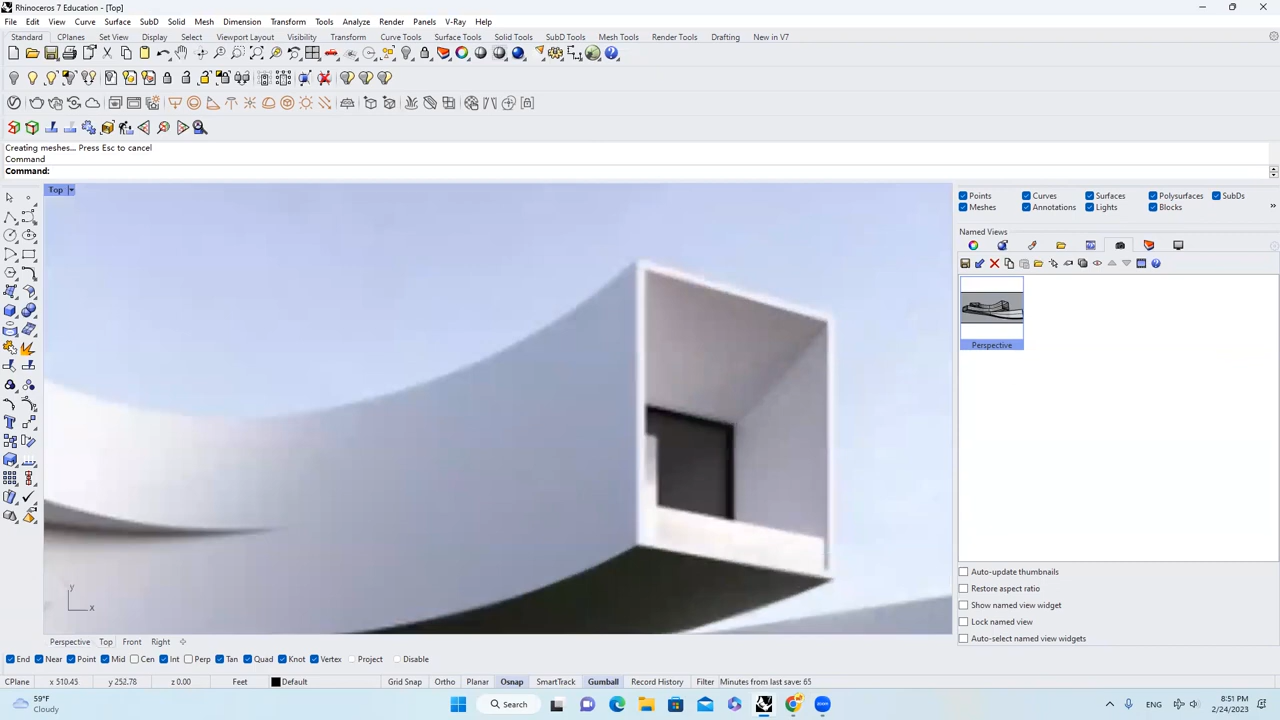 Rhinoceros 7 Education - [Top]
File Edit View Curve Surface SubD Solid Mesh Dimension Transform Tools Analyze Render Panels V-Ray Help
Standard CPlanes Set View Display Select Viewport Layout Visibility Transform Curve Tools Surface Tools Solid Tools SubD Tools Mesh Tools Render Tools Drafting New in V7
Creating meshes... Press Esc to cancel
Command
Command:
Top
Points Curves Surfaces Polysurfaces SubDs
Meshes Annotations Lights Blocks
Named Views
Perspective
Auto-update thumbnails
Restore aspect ratio
Show named view widget
Lock named view
Auto-select named view widgets
y
x
Perspective Top Front Right
End Near Point Mid Cen Int Perp Tan Quad Knot Vertex Project Disable
CPlane x 510.45 y 252.78 z 0.00 Feet Default Grid Snap Ortho Planar Osnap SmartTrack Gumball Record History Filter Minutes from last save: 65
59°F
Cloudy
Search
ENG
8:51 PM
2/24/2023